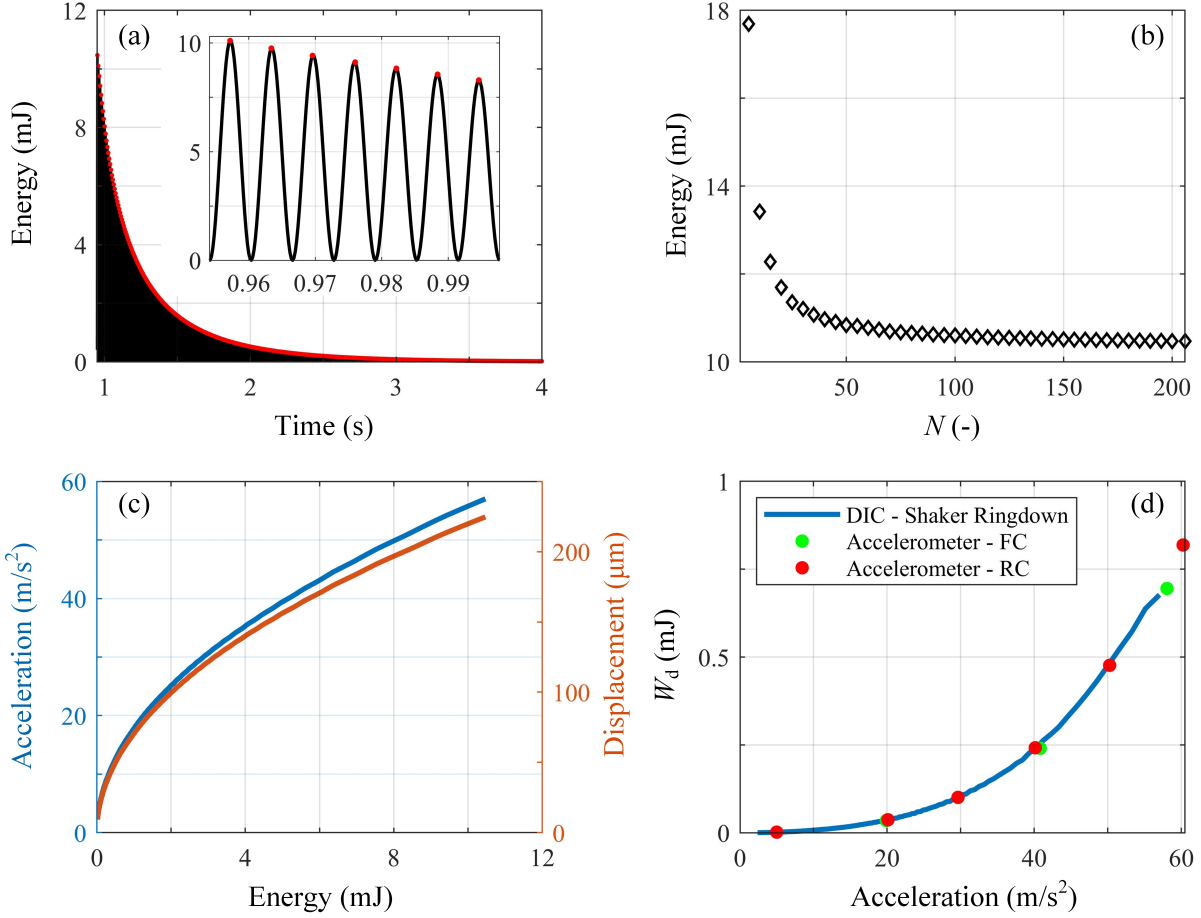 (a)
Energy (mJ)
12
8
4
0
1
2
3
4
Time (s)
10
5
0
0.96
0.97
0.98
0.99
(b)
Energy (mJ)
18
14
10
50
100
150
200
N (-)
(c)
Acceleration (m/s²)
60
40
20
0
0
4
8
12
Energy (mJ)
200
100
0
Displacement (μm)
(d)
W_d (mJ)
1
0.5
0
0
20
40
60
Acceleration (m/s²)
DIC - Shaker Ringdown
Accelerometer - FC
Accelerometer - RC